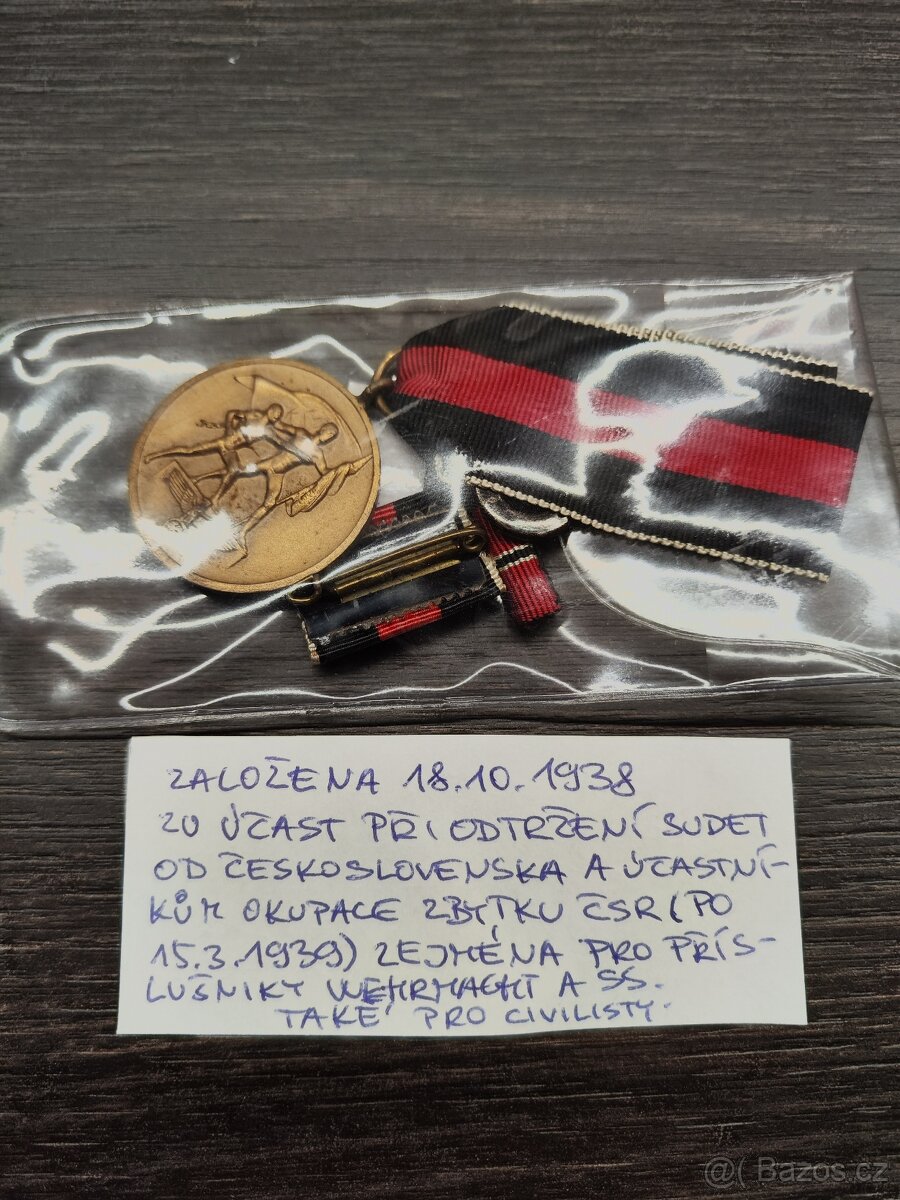 ZALOŽENA 18.10.1938
ZU ÚČAST PŘI ODTRŽENÍ SUDET
OD ČESKOSLOVENSKA A ÚČASTNÍ-
KŮM OKUPACE ZBYTKU ČSR (PO
15.3.1939) ZEJMÉNA PRO PŘÍS-
LUŠNIKY WEHRMACHT A SS.
TAKÉ PRO CIVILISTY.
@( Bazos.cz